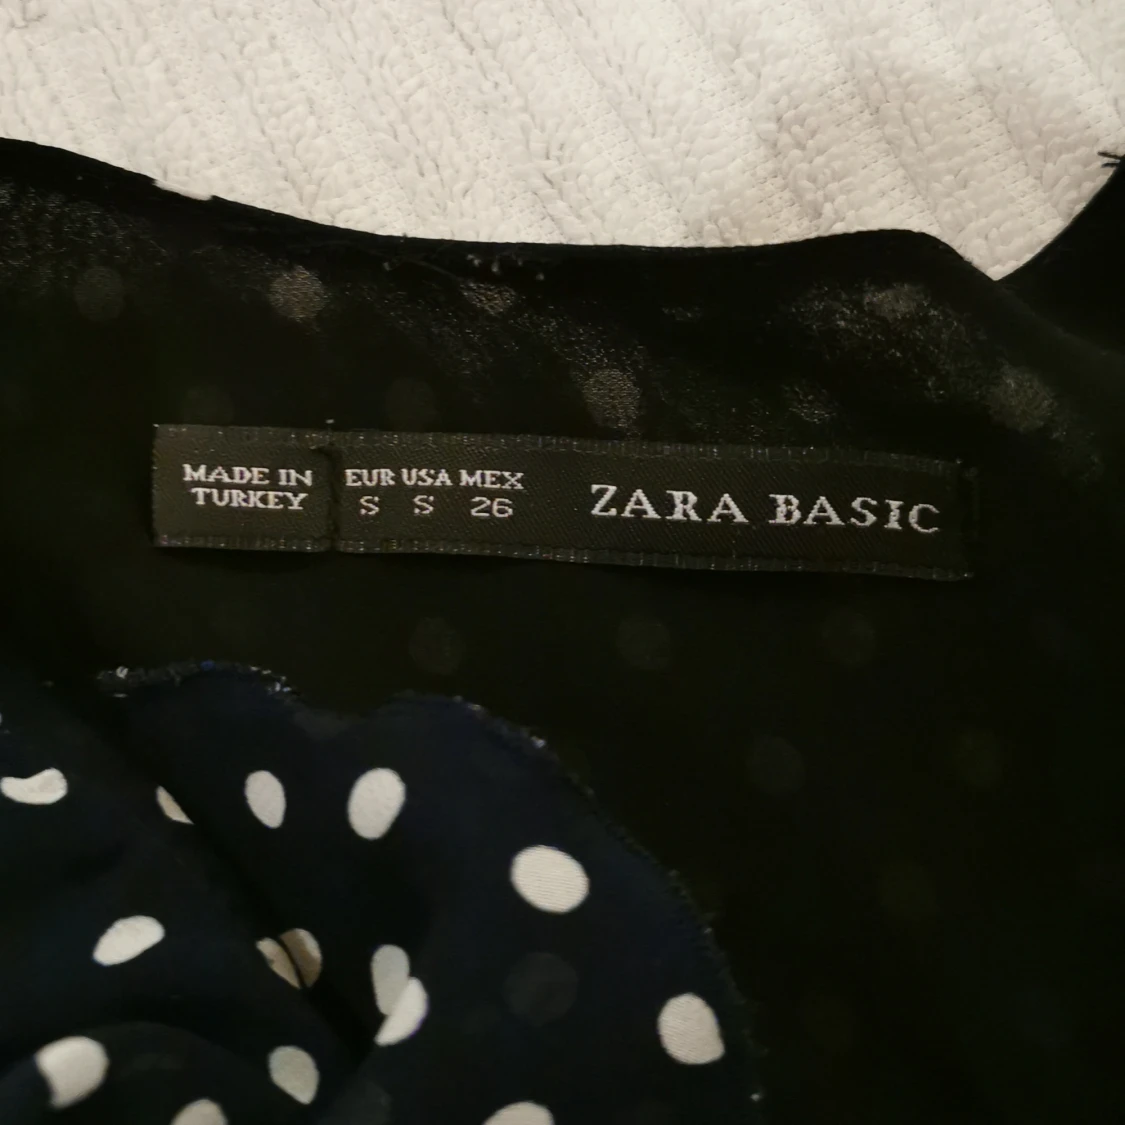 MADE IN
TURKEY
EUR USA MEX
S S 26
ZARA BASIC